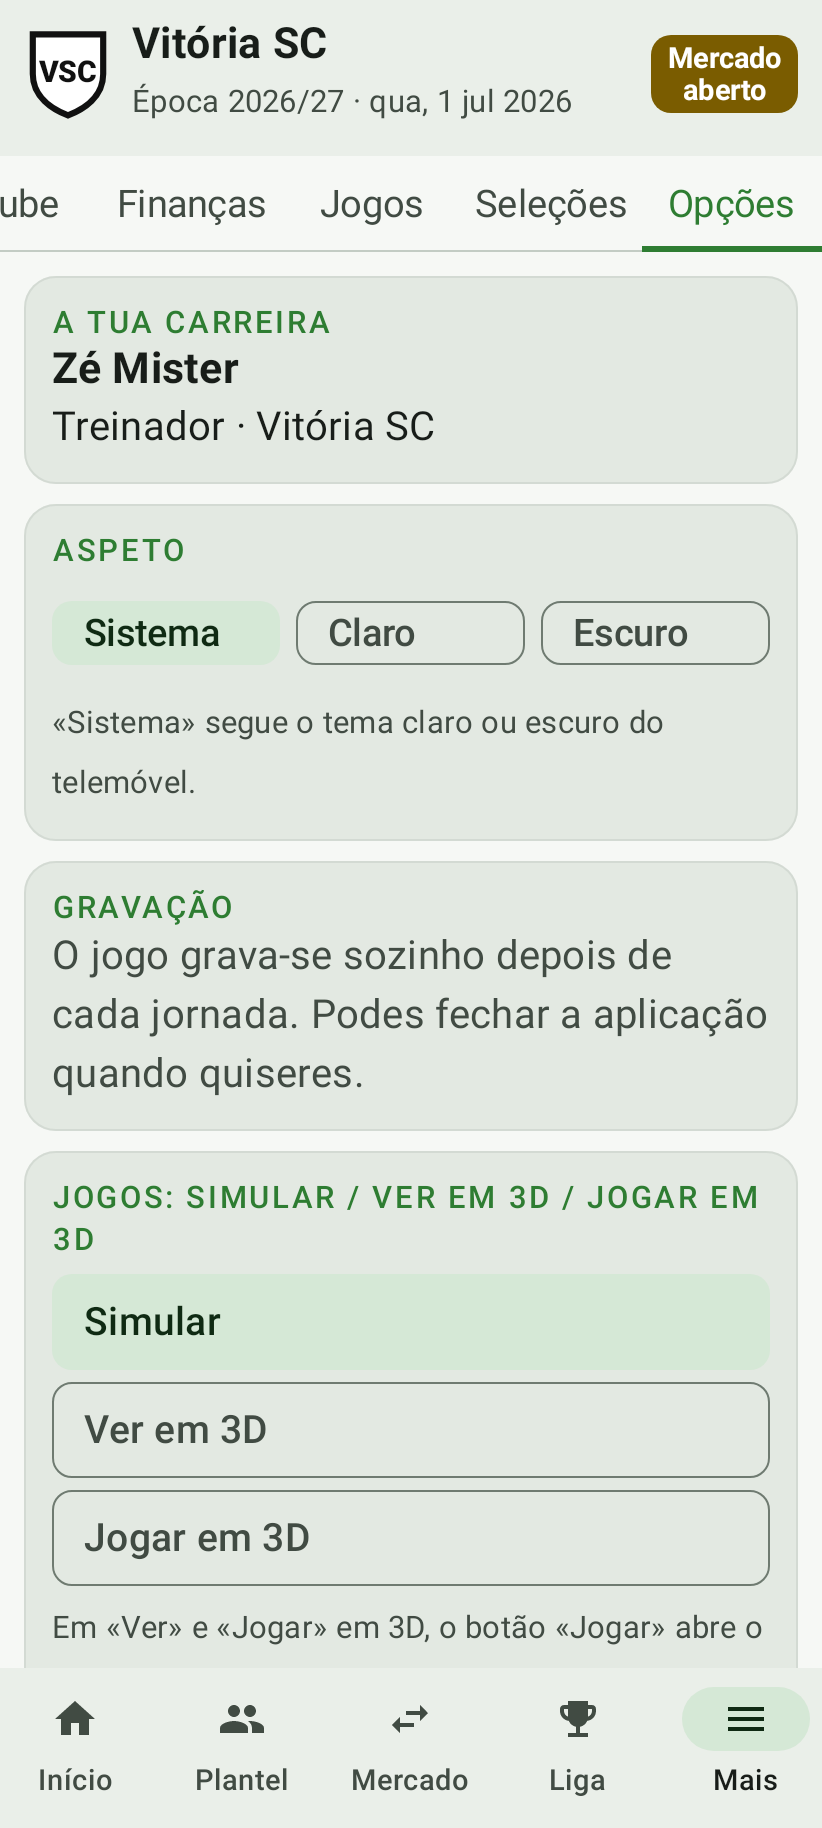 VSC
Vitória SC
Época 2026/27 · qua, 1 jul 2026
Mercado
aberto
ube
Finanças
Jogos
Seleções
Opções
A TUA CARREIRA
Zé Mister
Treinador · Vitória SC
ASPETO
Sistema
Claro
Escuro
«Sistema» segue o tema claro ou escuro do
telemóvel.
GRAVAÇÃO
O jogo grava-se sozinho depois de
cada jornada. Podes fechar a aplicação
quando quiseres.
JOGOS: SIMULAR / VER EM 3D / JOGAR EM
3D
Simular
Ver em 3D
Jogar em 3D
Em «Ver» e «Jogar» em 3D, o botão «Jogar» abre o
Início
Plantel
Mercado
Liga
Mais